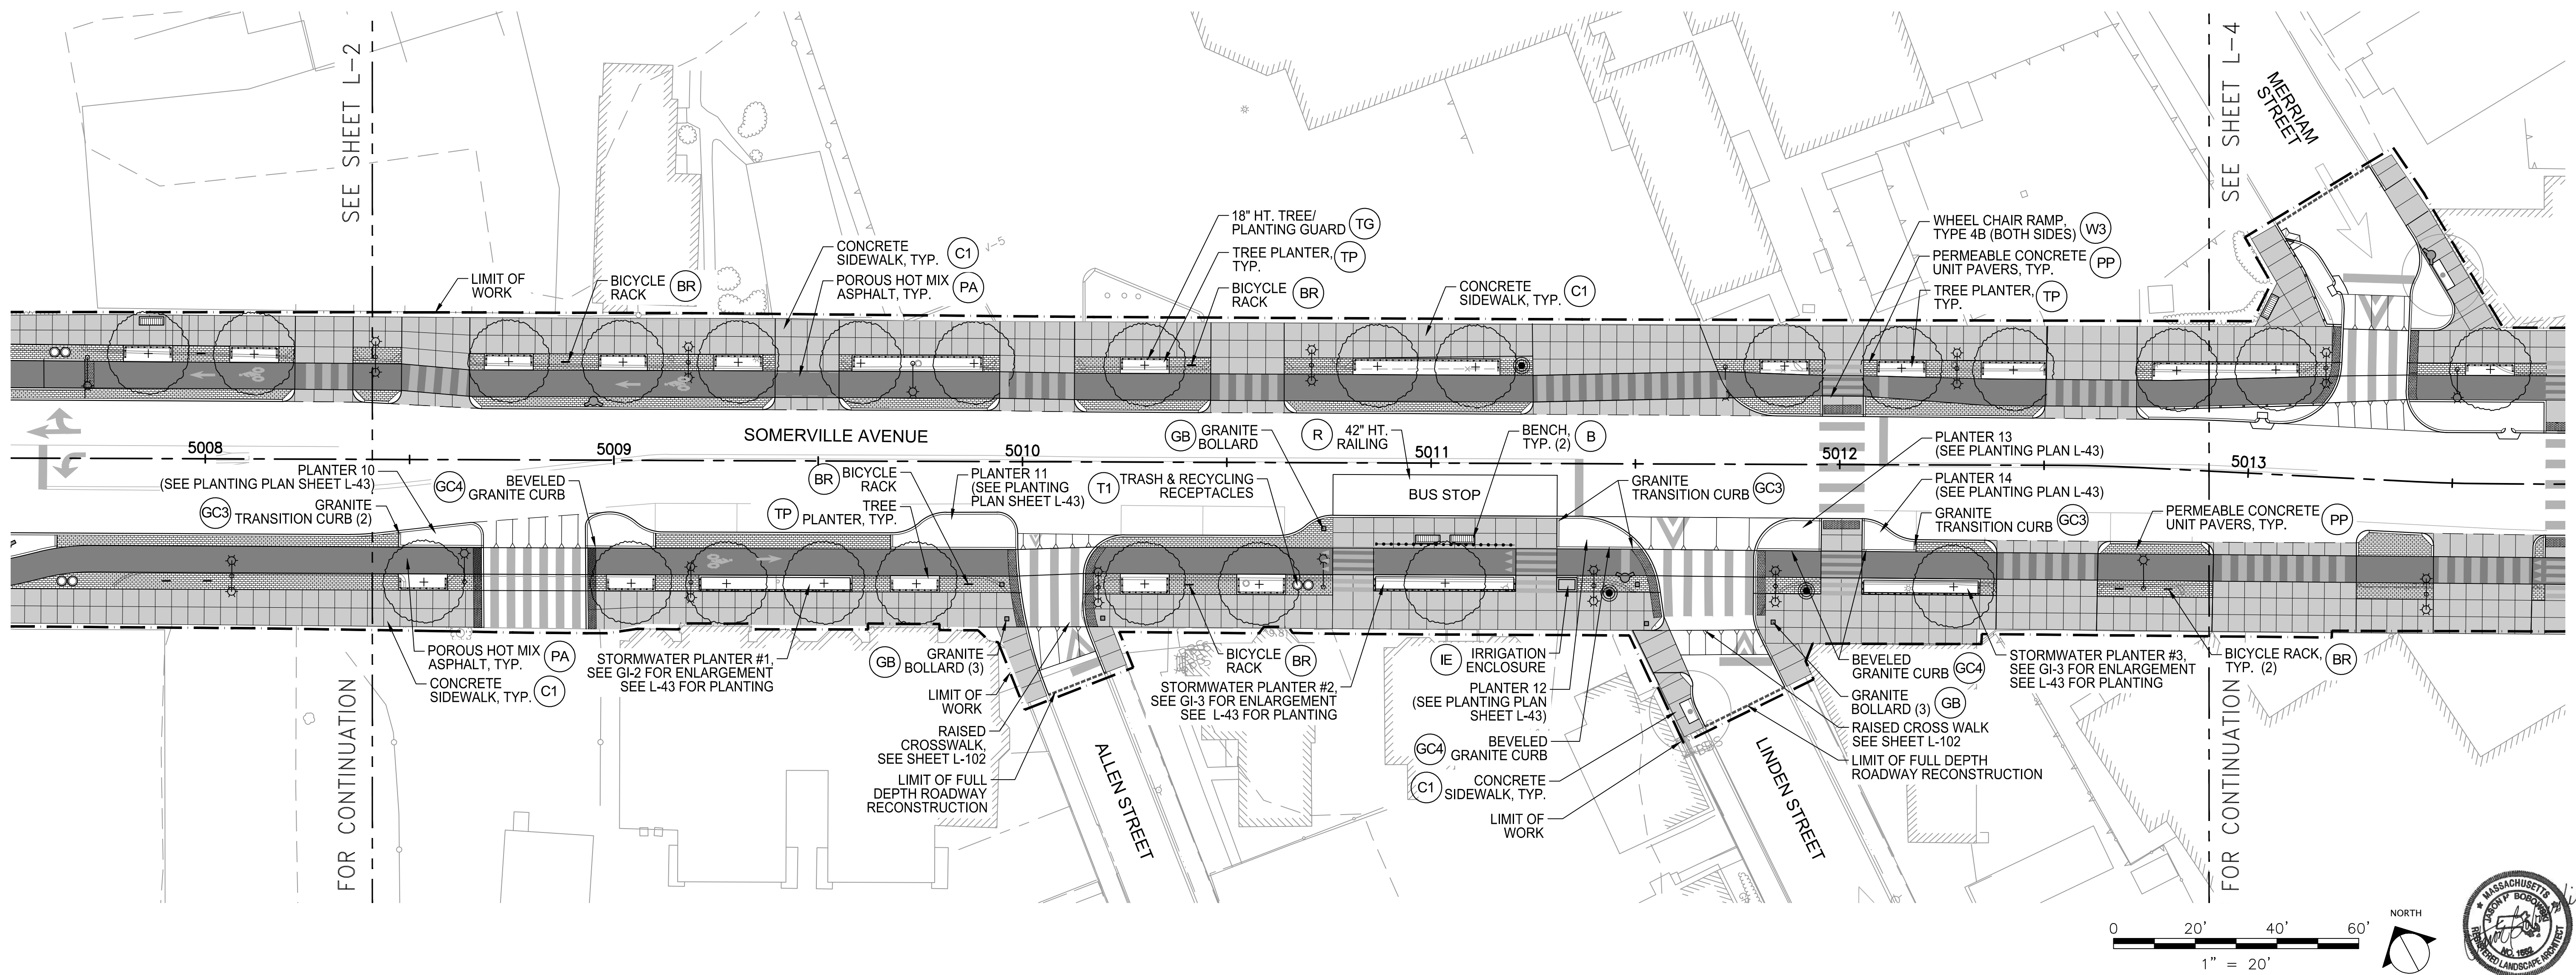 SEE SHEET L-2
SEE SHEET L-4
MERRIAM
STREET
LIMIT OF
WORK
BICYCLE
RACK
BR
CONCRETE
SIDEWALK, TYP.
C1
POROUS HOT MIX
ASPHALT, TYP.
PA
18" HT. TREE/
PLANTING GUARD
TG
TREE PLANTER,
TYP.
TP
BICYCLE
RACK
BR
CONCRETE
SIDEWALK, TYP.
C1
WHEEL CHAIR RAMP,
TYPE 4B (BOTH SIDES)
W3
PERMEABLE CONCRETE
UNIT PAVERS, TYP.
PP
TREE PLANTER,
TYP.
TP
5008
5009
SOMERVILLE AVENUE
5010
5011
5012
5013
PLANTER 10
(SEE PLANTING PLAN SHEET L-43)
GC3
GRANITE
TRANSITION CURB (2)
GC4
BEVELED
GRANITE CURB
BR
BICYCLE
RACK
TP
TREE
PLANTER, TYP.
PLANTER 11
(SEE PLANTING
PLAN SHEET L-43)
T1
TRASH & RECYCLING
RECEPTACLES
GB
GRANITE
BOLLARD
R
42" HT.
RAILING
BENCH,
TYP. (2)
B
BUS STOP
GRANITE
TRANSITION CURB
GC3
PLANTER 13
(SEE PLANTING PLAN L-43)
PLANTER 14
(SEE PLANTING PLAN L-43)
GRANITE
TRANSITION CURB
GC3
PERMEABLE CONCRETE
UNIT PAVERS, TYP.
PP
POROUS HOT MIX
ASPHALT, TYP.
PA
CONCRETE
SIDEWALK, TYP.
C1
STORMWATER PLANTER #1,
SEE GI-2 FOR ENLARGEMENT
SEE L-43 FOR PLANTING
GB
GRANITE
BOLLARD (3)
LIMIT OF
WORK
RAISED
CROSSWALK,
SEE SHEET L-102
LIMIT OF FULL
DEPTH ROADWAY
RECONSTRUCTION
ALLEN STREET
BICYCLE
RACK
BR
STORMWATER PLANTER #2,
SEE GI-3 FOR ENLARGEMENT
SEE L-43 FOR PLANTING
IE
IRRIGATION
ENCLOSURE
PLANTER 12
(SEE PLANTING PLAN
SHEET L-43)
GC4
BEVELED
GRANITE CURB
C1
CONCRETE
SIDEWALK, TYP.
LIMIT OF
WORK
LINDEN STREET
BEVELED
GRANITE CURB
GC4
GRANITE
BOLLARD (3)
GB
RAISED CROSS WALK
SEE SHEET L-102
LIMIT OF FULL DEPTH
ROADWAY RECONSTRUCTION
STORMWATER PLANTER #3,
SEE GI-3 FOR ENLARGEMENT
SEE L-43 FOR PLANTING
BICYCLE RACK,
TYP. (2)
BR
FOR CONTINUATION
FOR CONTINUATION
0 20' 40' 60'
1" = 20'
NORTH
MASSACHUSETTS
JASON P. BOBOWSKI
NO. 1552
REGISTERED LANDSCAPE ARCHITECT